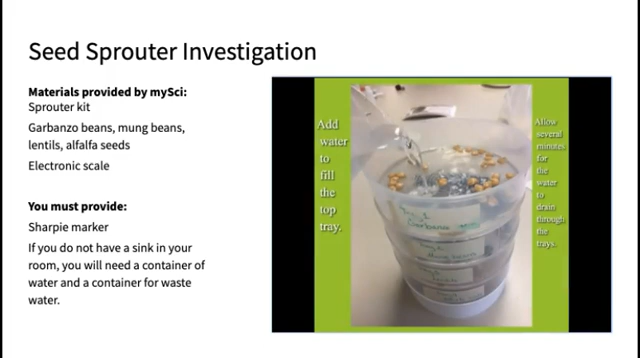 Seed Sprouter Investigation
Materials provided by mySci:
Sprouter kit
Garbanzo beans, mung beans,
lentils, alfalfa seeds
Electronic scale
You must provide:
Sharpie marker
If you do not have a sink in your
room, you will need a container of
water and a container for waste
water.
Add
water
to
fill
the
top
tray.
Allow
several
minutes
for
the
water
to
drain
through
the
trays.